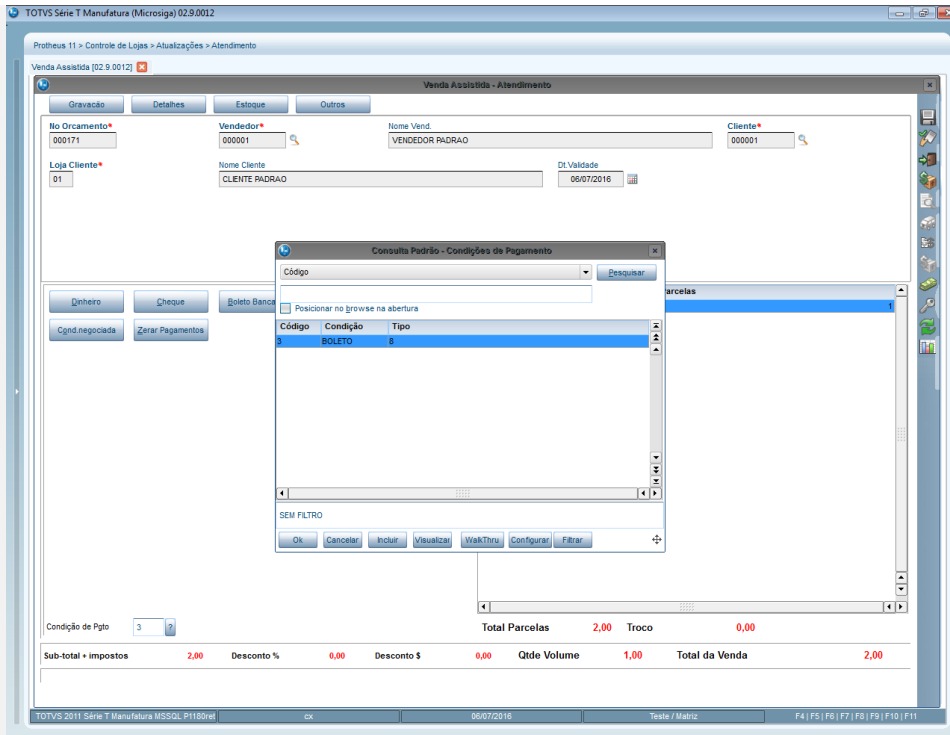 TOTVS Série T Manufatura (Microsiga) 02.9.0012
Protheus 11 > Controle de Lojas > Atualizações > Atendimento
Venda Assistida [02.9.0012]
Venda Assistida - Atendimento
Gravacão Detalhes Estoque Outros
No Orcamento* Vendedor* Nome Vend. Cliente*
000171 000001 VENDEDOR PADRAO 000001
Loja Cliente* Nome Cliente Dt.Validade
01 CLIENTE PADRAO 06/07/2016
Consulta Padrão - Condições de Pagamento
Código Pesquisar
Dinheiro Cheque Boleto Banca
arcelas
1
Posicionar no browse na abertura
Cond.negociada Zerar Pagamentos
Código Condição Tipo
3 BOLETO 8
SEM FILTRO
Ok Cancelar Incluir Visualizar WalkThru Configurar Filtrar
Condição de Pgto 3 ? Total Parcelas 2,00 Troco 0,00
Sub-total + impostos 2,00 Desconto % 0,00 Desconto $ 0,00 Qtde Volume 1,00 Total da Venda 2,00
TOTVS 2011 Série T Manufatura MSSQL P1180ret cx 06/07/2016 Teste / Matriz F4 | F5 | F6 | F7 | F8 | F9 | F10 | F11